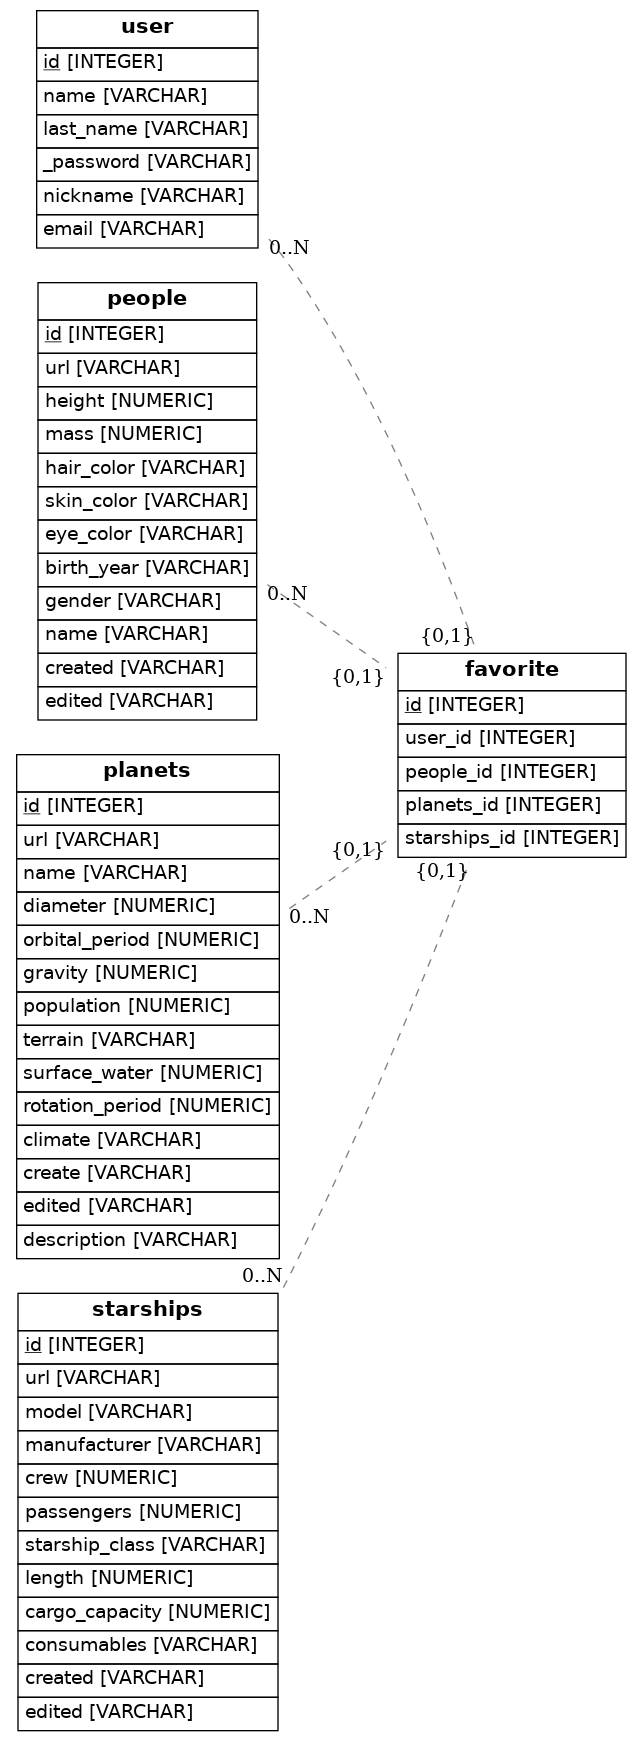 user
id [INTEGER]
name [VARCHAR]
last_name [VARCHAR]
_password [VARCHAR]
nickname [VARCHAR]
email [VARCHAR]
0..N
people
id [INTEGER]
url [VARCHAR]
height [NUMERIC]
mass [NUMERIC]
hair_color [VARCHAR]
skin_color [VARCHAR]
eye_color [VARCHAR]
birth_year [VARCHAR]
gender [VARCHAR]
name [VARCHAR]
created [VARCHAR]
edited [VARCHAR]
0..N
{0,1}
{0,1}
favorite
id [INTEGER]
user_id [INTEGER]
people_id [INTEGER]
planets_id [INTEGER]
starships_id [INTEGER]
{0,1}
{0,1}
planets
id [INTEGER]
url [VARCHAR]
name [VARCHAR]
diameter [NUMERIC]
orbital_period [NUMERIC]
gravity [NUMERIC]
population [NUMERIC]
terrain [VARCHAR]
surface_water [NUMERIC]
rotation_period [NUMERIC]
climate [VARCHAR]
create [VARCHAR]
edited [VARCHAR]
description [VARCHAR]
0..N
0..N
starships
id [INTEGER]
url [VARCHAR]
model [VARCHAR]
manufacturer [VARCHAR]
crew [NUMERIC]
passengers [NUMERIC]
starship_class [VARCHAR]
length [NUMERIC]
cargo_capacity [NUMERIC]
consumables [VARCHAR]
created [VARCHAR]
edited [VARCHAR]